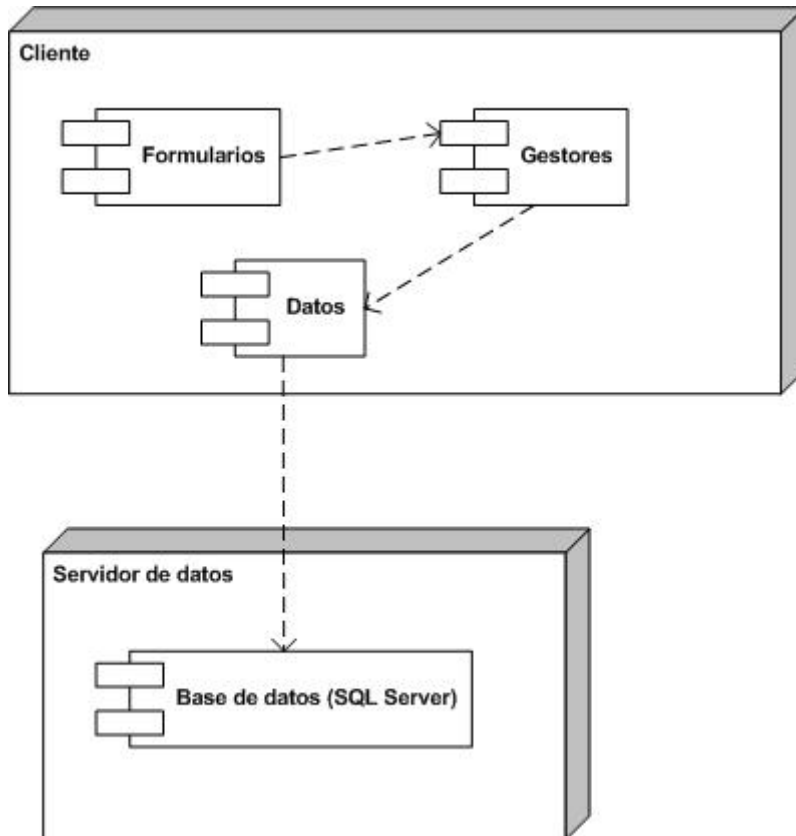 Cliente
Formularios
Gestores
Datos
Servidor de datos
Base de datos (SQL Server)